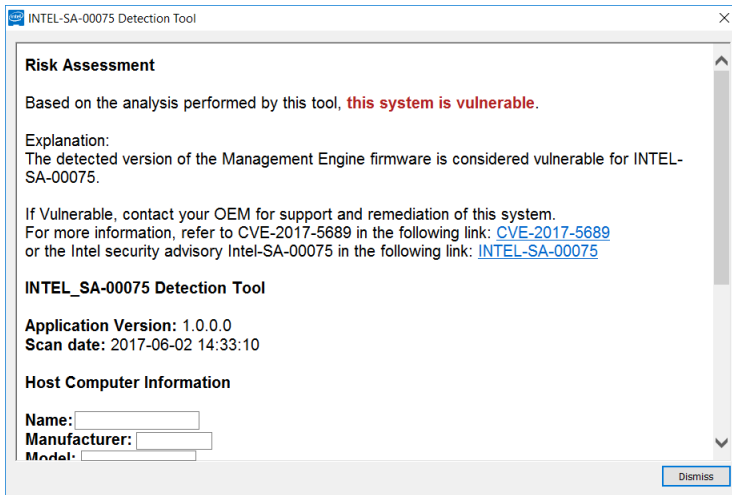 INTEL-SA-00075 Detection Tool
Risk Assessment
Based on the analysis performed by this tool, this system is vulnerable.
Explanation:
The detected version of the Management Engine firmware is considered vulnerable for INTEL-
SA-00075.
If Vulnerable, contact your OEM for support and remediation of this system.
For more information, refer to CVE-2017-5689 in the following link: CVE-2017-5689
or the Intel security advisory Intel-SA-00075 in the following link: INTEL-SA-00075
INTEL_SA-00075 Detection Tool
Application Version: 1.0.0.0
Scan date: 2017-06-02 14:33:10
Host Computer Information
Name:
Manufacturer:
Model:
Dismiss